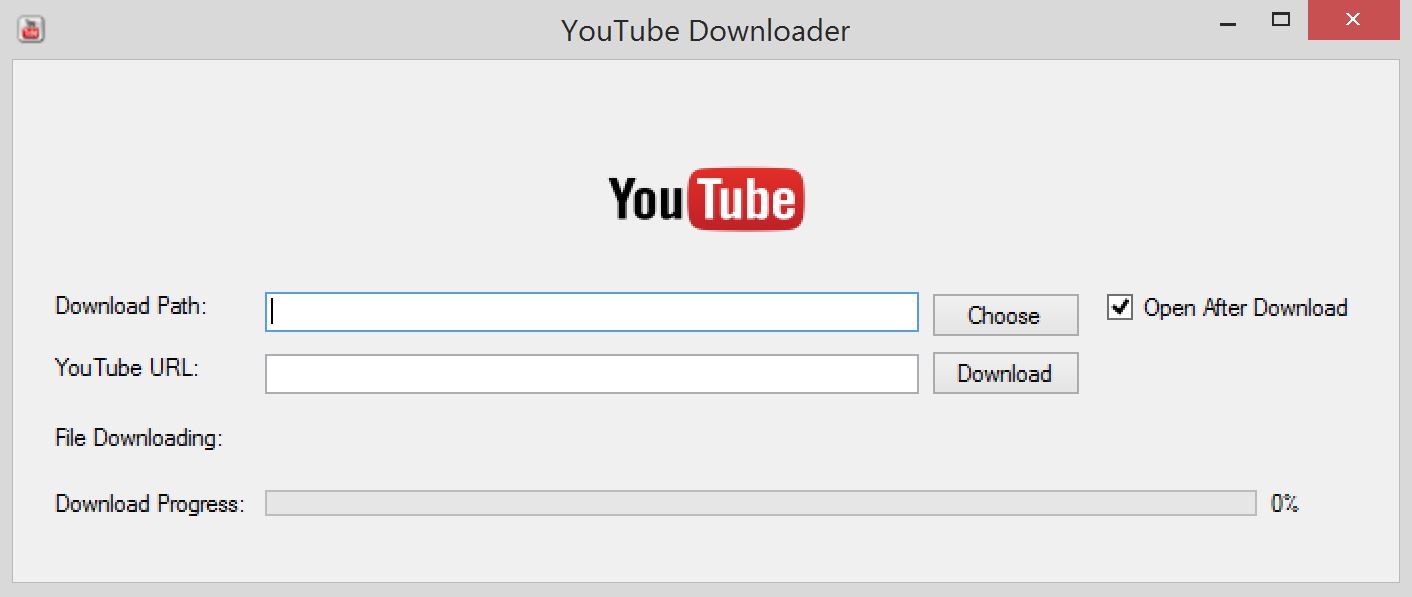 YouTube Downloader
YouTube
Download Path:
Choose
Open After Download
YouTube URL:
Download
File Downloading:
Download Progress:
0%